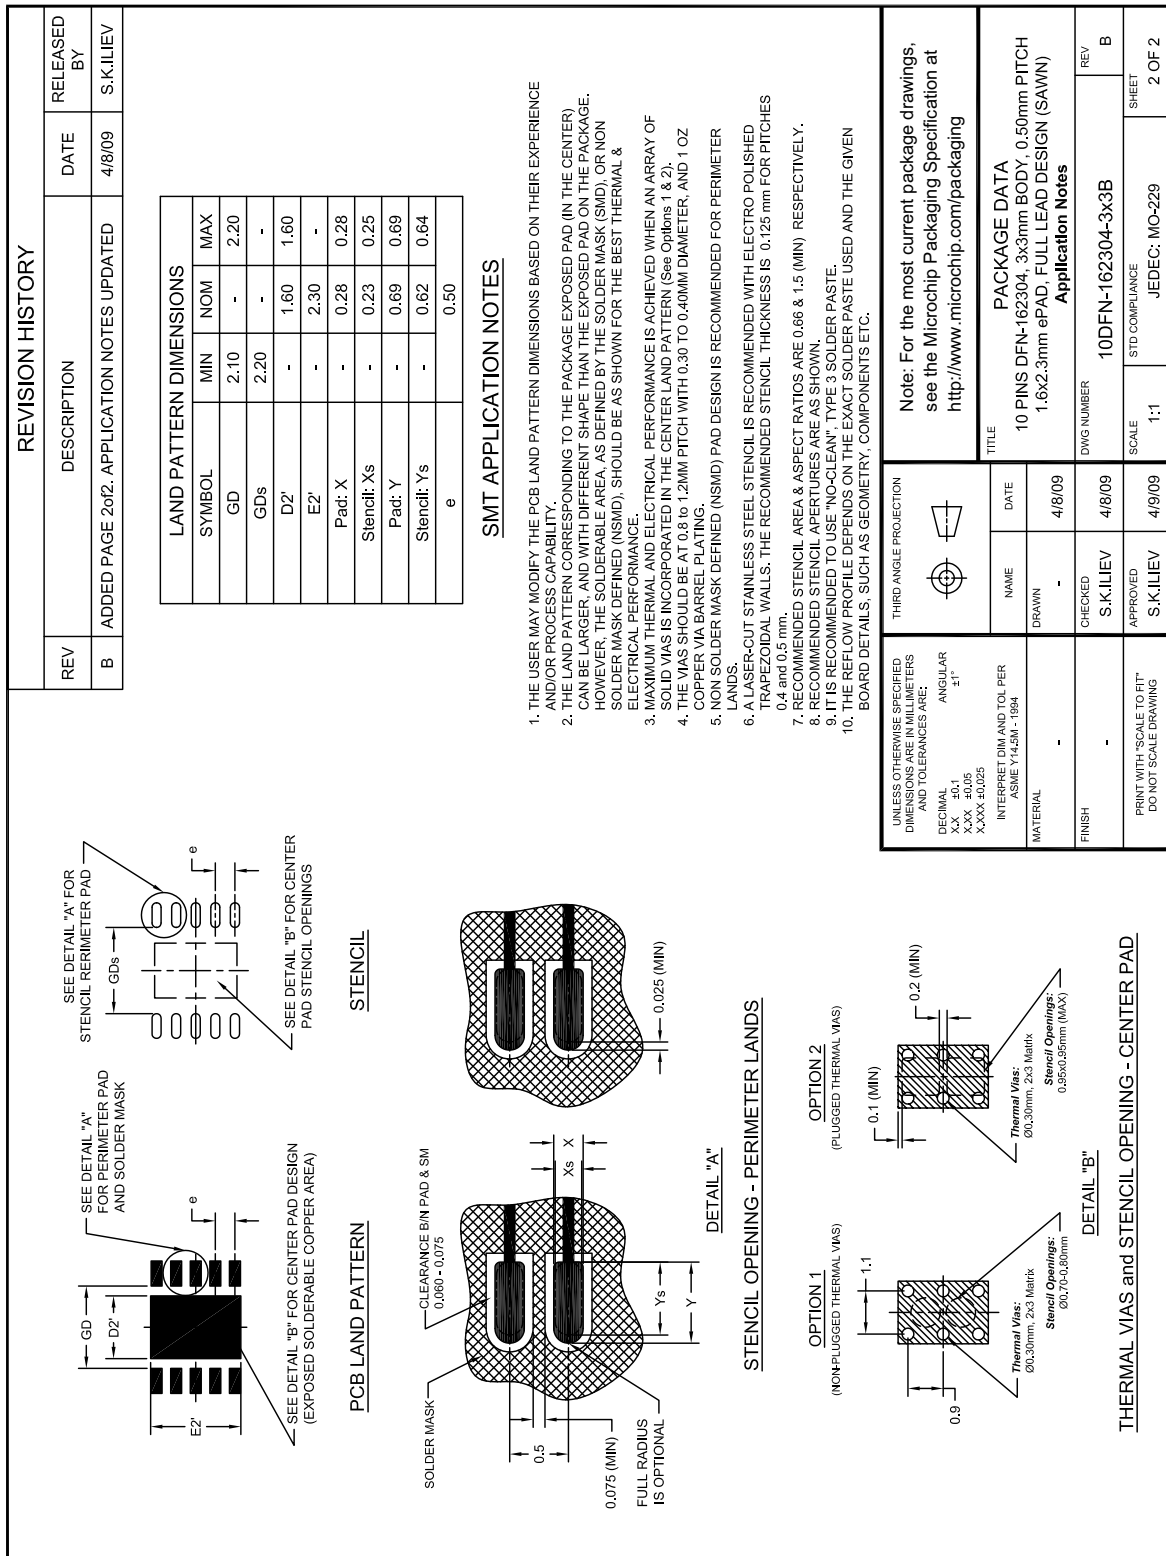 REVISION HISTORY
REV DESCRIPTION DATE RELEASED BY
B ADDED PAGE 2of2. APPLICATION NOTES UPDATED 4/8/09 S.K.ILIEV
SEE DETAIL "A"
FOR PERIMETER PAD
AND SOLDER MASK
GD
D2'
E2'
e
SEE DETAIL "B" FOR CENTER PAD DESIGN
(EXPOSED SOLDERABLE COPPER AREA)
PCB LAND PATTERN
SEE DETAIL "A" FOR
STENCIL RERIMETER PAD
GDs
e
SEE DETAIL "B" FOR CENTER
PAD STENCIL OPENINGS
STENCIL
LAND PATTERN DIMENSIONS
SYMBOL MIN NOM MAX
GD 2.10 - 2.20
GDs 2.20 - -
D2' - 1.60 1.60
E2' - 2.30 -
Pad: X - 0.28 0.28
Stencil: Xs - 0.23 0.25
Pad: Y - 0.69 0.69
Stencil: Ys - 0.62 0.64
e 0.50
SOLDER MASK
CLEARANCE B/N PAD & SM
0.060 - 0.075
0.5
0.075 (MIN)
FULL RADIUS
IS OPTIONAL
Ys
Y
Xs
X
0.025 (MIN)
DETAIL "A"
STENCIL OPENING - PERIMETER LANDS
SMT APPLICATION NOTES
1. THE USER MAY MODIFY THE PCB LAND PATTERN DIMENSIONS BASED ON THEIR EXPERIENCE
AND/OR PROCESS CAPABILITY.
2. THE LAND PATTERN CORRESPONDING TO THE PACKAGE EXPOSED PAD (IN THE CENTER)
CAN BE LARGER, AND WITH DIFFERENT SHAPE THAN THE EXPOSED PAD ON THE PACKAGE.
HOWEVER, THE SOLDERABLE AREA, AS DEFINED BY THE SOLDER MASK (SMD), OR NON
SOLDER MASK DEFINED (NSMD), SHOULD BE AS SHOWN FOR THE BEST THERMAL &
ELECTRICAL PERFORMANCE.
3. MAXIMUM THERMAL AND ELECTRICAL PERFORMANCE IS ACHIEVED WHEN AN ARRAY OF
SOLID VIAS IS INCORPORATED IN THE CENTER LAND PATTERN (See Options 1 & 2).
4. THE VIAS SHOULD BE AT 0.8 to 1.2MM PITCH WITH 0.30 TO 0.40MM DIAMETER, AND 1 OZ
COPPER VIA BARREL PLATING.
5. NON SOLDER MASK DEFINED (NSMD) PAD DESIGN IS RECOMMENDED FOR PERIMETER
LANDS.
6. A LASER-CUT STAINLESS STEEL STENCIL IS RECOMMENDED WITH ELECTRO POLISHED
TRAPEZOIDAL WALLS. THE RECOMMENDED STENCIL THICKNESS IS 0.125 mm FOR PITCHES
0.4 and 0.5 mm.
7. RECOMMENDED STENCIL AREA & ASPECT RATIOS ARE 0.66 & 1.5 (MIN) RESPECTIVELY.
8. RECOMMENDED STENCIL APERTURES ARE AS SHOWN.
9. IT IS RECOMMENDED TO USE "NO-CLEAN", TYPE 3 SOLDER PASTE.
10. THE REFLOW PROFILE DEPENDS ON THE EXACT SOLDER PASTE USED AND THE GIVEN
BOARD DETAILS, SUCH AS GEOMETRY, COMPONENTS ETC.
OPTION 1
(NON-PLUGGED THERMAL VIAS)
1.1
0.9
Thermal Vias:
Ø0.30mm, 2x3 Matrix
Stencil Openings:
Ø0.70-0.80mm
OPTION 2
(PLUGGED THERMAL VIAS)
0.1 (MIN)
0.2 (MIN)
Thermal Vias:
Ø0.30mm, 2x3 Matrix
Stencil Openings:
0.95x0.95mm (MAX)
DETAIL "B"
THERMAL VIAS and STENCIL OPENING - CENTER PAD
UNLESS OTHERWISE SPECIFIED
DIMENSIONS ARE IN MILLIMETERS
AND TOLERANCES ARE:
DECIMAL ANGULAR
X.X ±0.1 ±1°
X.XX ±0.05
X.XXX ±0.025
INTERPRET DIM AND TOL PER
ASME Y14.5M - 1994
MATERIAL
-
FINISH
-
PRINT WITH "SCALE TO FIT"
DO NOT SCALE DRAWING
THIRD ANGLE PROJECTION
NAME DATE
DRAWN
- 4/8/09
CHECKED
S.K.ILIEV 4/8/09
APPROVED
S.K.ILIEV 4/9/09
Note: For the most current package drawings,
see the Microchip Packaging Specification at
http://www.microchip.com/packaging
TITLE
PACKAGE DATA
10 PINS DFN-162304, 3x3mm BODY, 0.50mm PITCH
1.6x2.3mm ePAD, FULL LEAD DESIGN (SAWN)
Application Notes
DWG NUMBER
10DFN-162304-3x3B
REV
B
SCALE
1:1
STD COMPLIANCE
JEDEC: MO-229
SHEET
2 OF 2